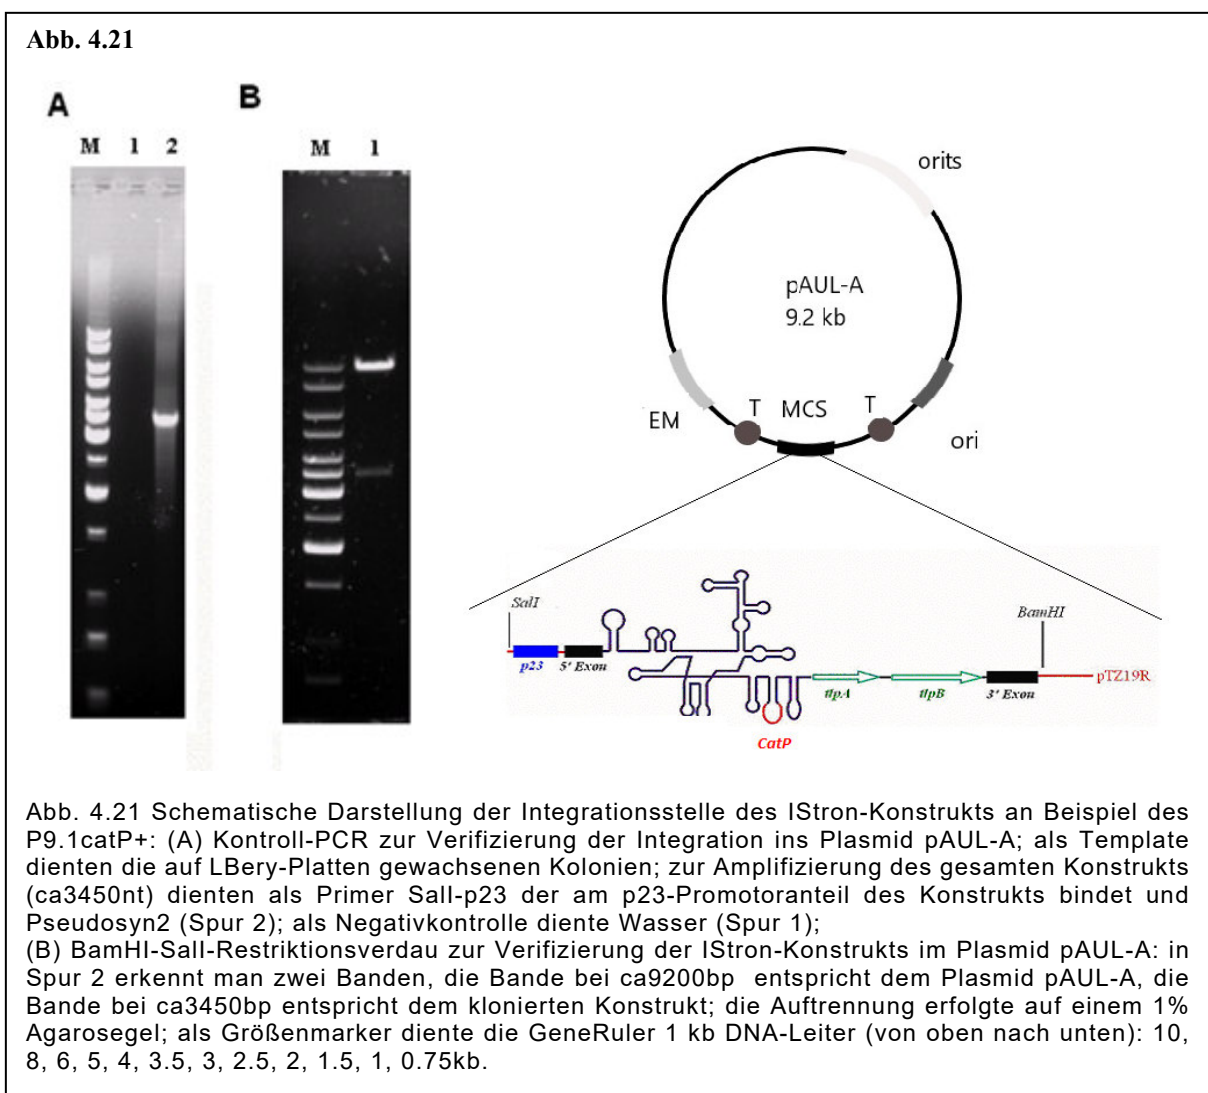 Abb. 4.21
A
B
M 1 2
M 1
orits
pAUL-A
9.2 kb
EM
T MCS T
ori
SalI
BamHI
p23 5' Exon
tlpA tlpB 3' Exon pTZ19R
CatP
Abb. 4.21 Schematische Darstellung der Integrationsstelle des IStron-Konstrukts an Beispiel des
P9.1catP+: (A) Kontroll-PCR zur Verifizierung der Integration ins Plasmid pAUL-A; als Template
dienten die auf LBery-Platten gewachsenen Kolonien; zur Amplifizierung des gesamten Konstrukts
(ca3450nt) dienten als Primer SalI-p23 der am p23-Promotoranteil des Konstrukts bindet und
Pseudosyn2 (Spur 2); als Negativkontrolle diente Wasser (Spur 1);
(B) BamHI-SalI-Restriktionsverdau zur Verifizierung der IStron-Konstrukts im Plasmid pAUL-A: in
Spur 2 erkennt man zwei Banden, die Bande bei ca9200bp entspricht dem Plasmid pAUL-A, die
Bande bei ca3450bp entspricht dem klonierten Konstrukt; die Auftrennung erfolgte auf einem 1%
Agarosegel; als Größenmarker diente die GeneRuler 1 kb DNA-Leiter (von oben nach unten): 10,
8, 6, 5, 4, 3.5, 3, 2.5, 2, 1.5, 1, 0.75kb.